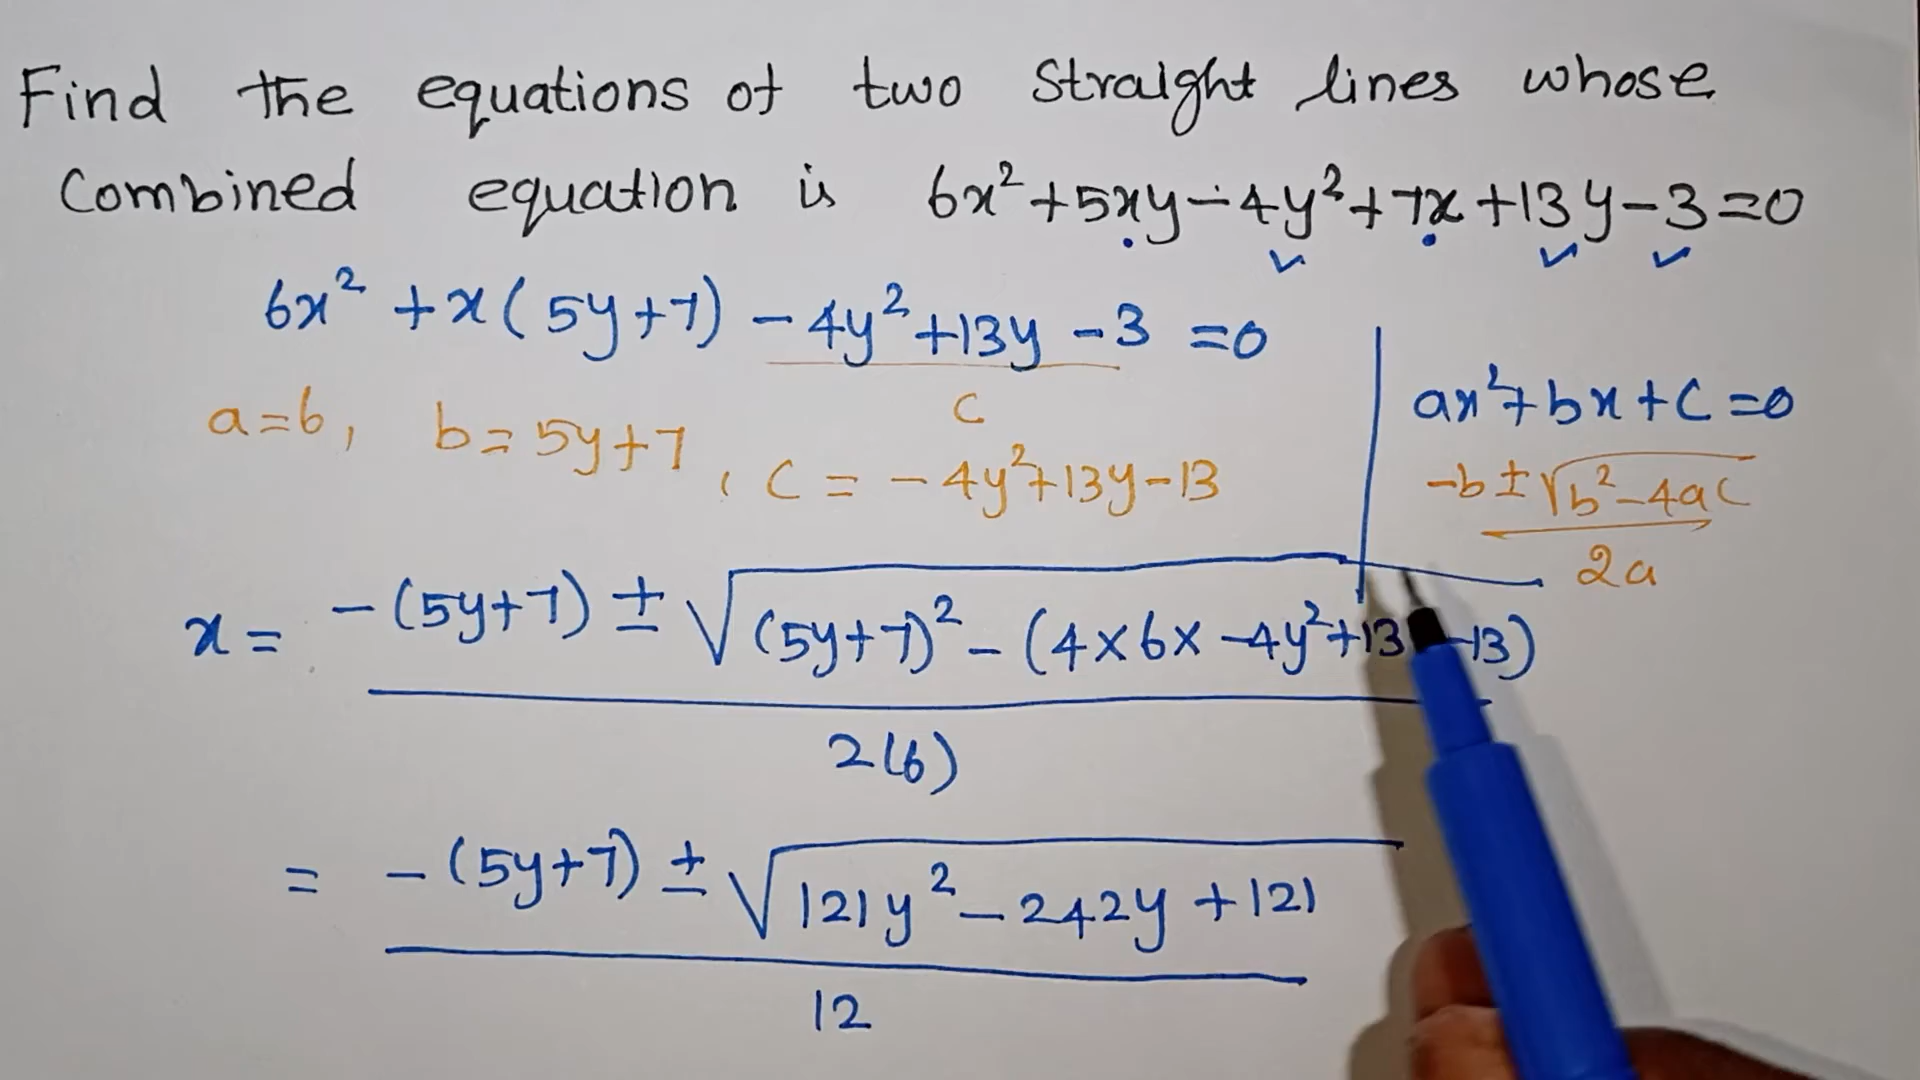 Find the equations of two straight lines whose
Combined equation is 6x²+5xy-4y²+7x+13y-3=0
6x² +x(5y+7) -4y²+13y-3 =0
C
ax²+bx+c=0
a=6, b=5y+7, C = -4y²+13y-13
-b±√b²-4ac
2a
x= -(5y+7) ± √(5y+7)² - (4×6× -4y²+13 -13)
2(6)
= -(5y+7) ± √121y²-242y+121
12